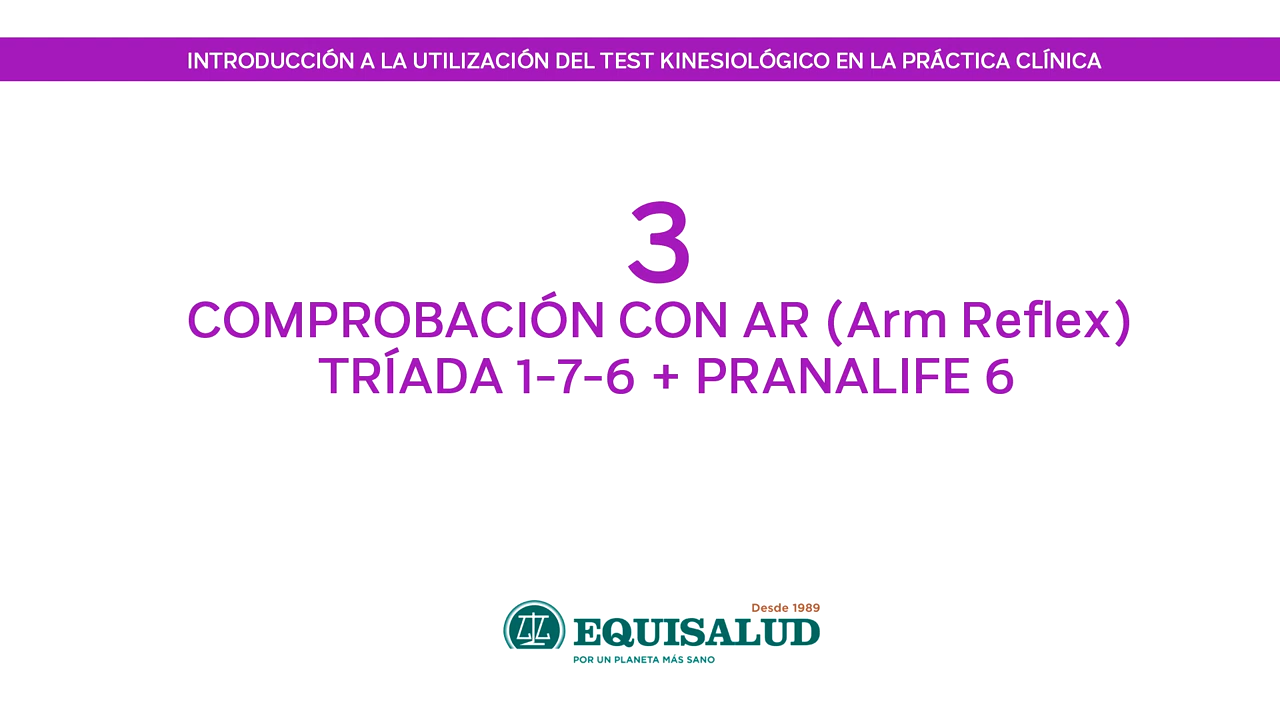 INTRODUCCIÓN A LA UTILIZACIÓN DEL TEST KINESIOLÓGICO EN LA PRÁCTICA CLÍNICA
3
COMPROBACIÓN CON AR (Arm Reflex)
TRÍADA 1-7-6 + PRANALIFE 6
Desde 1989
EQUISALUD
POR UN PLANETA MÁS SANO